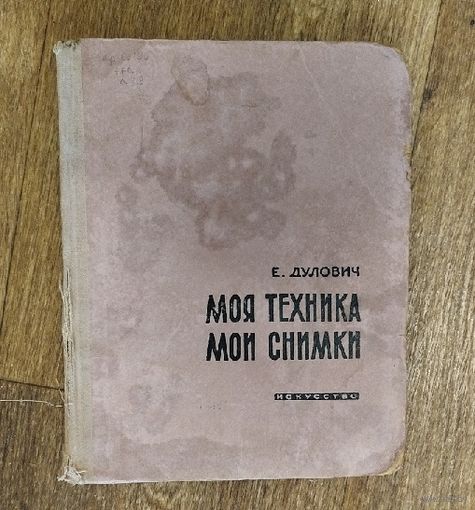 Е. ДУЛОВИЧ
МОЯ ТЕХНИКА
МОИ СНИМКИ
ИСКУССТВО